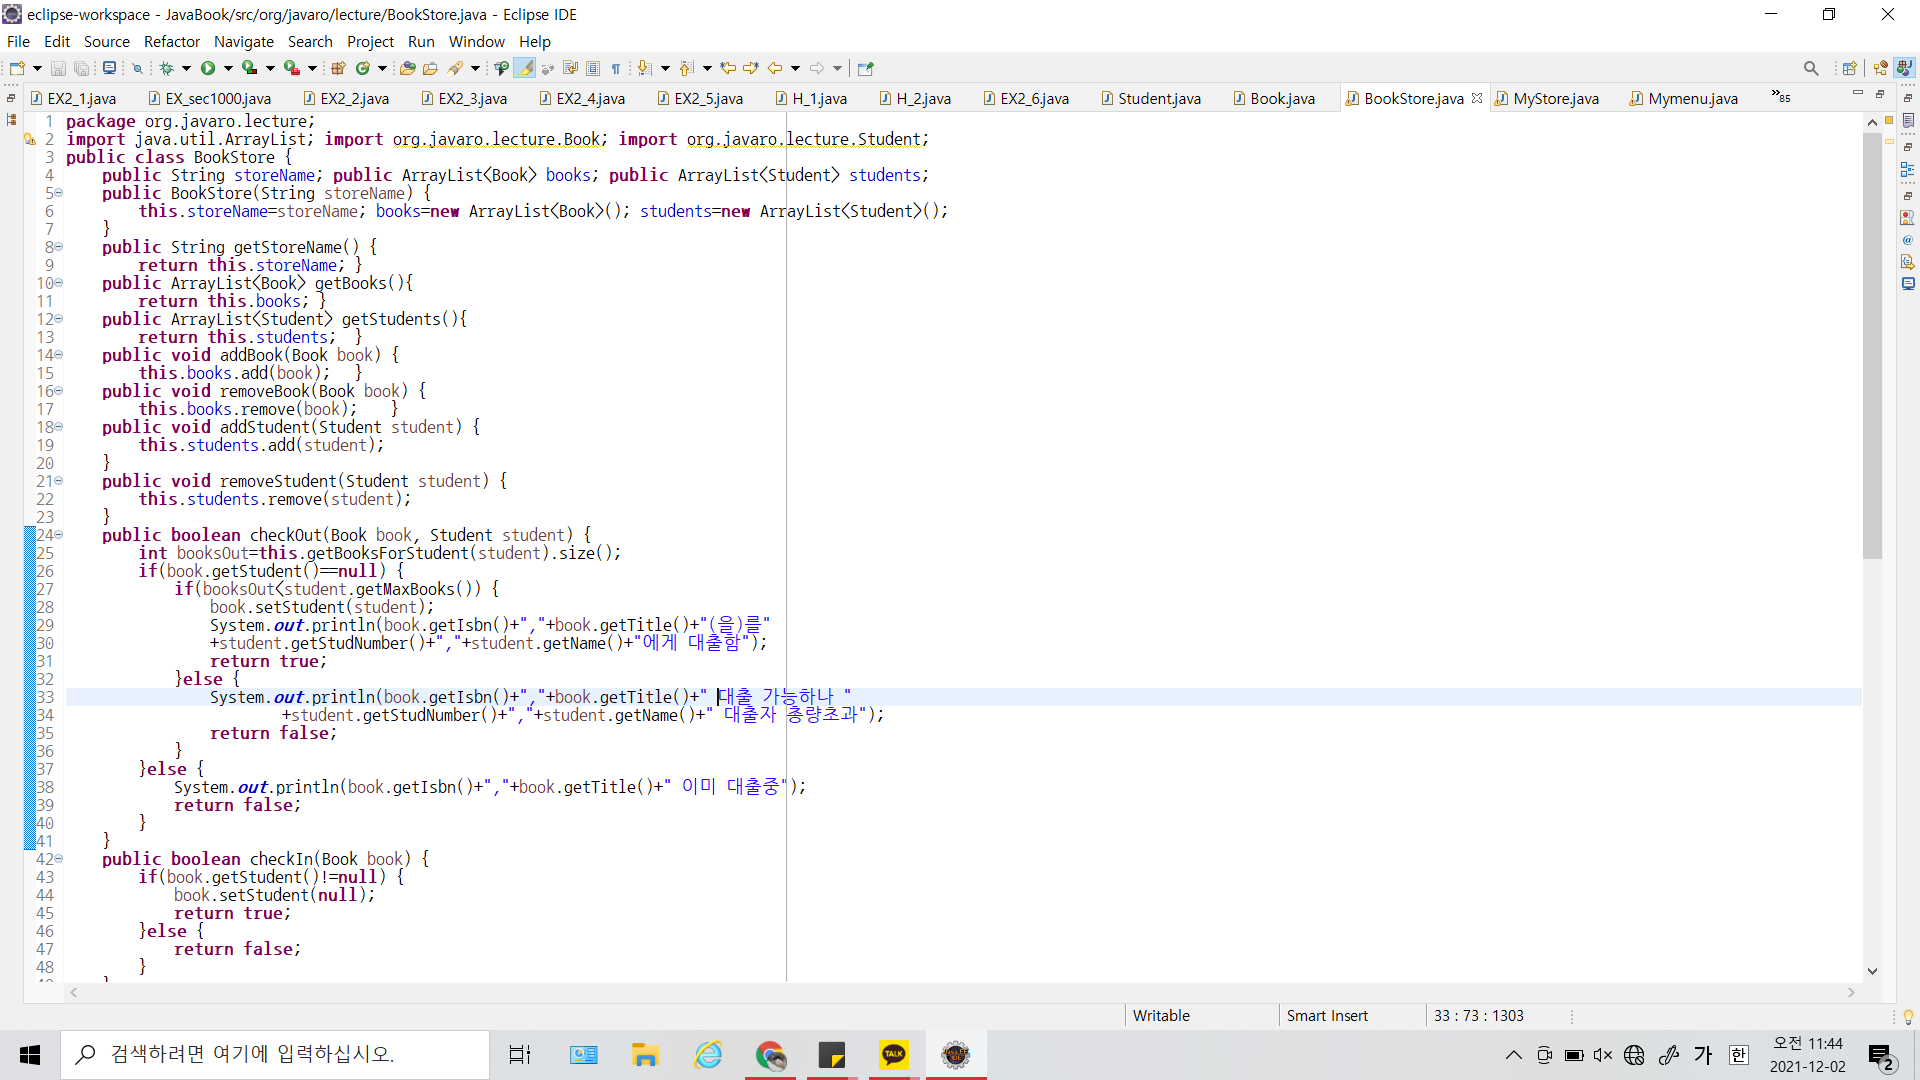 eclipse-workspace - JavaBook/src/org/javaro/lecture/BookStore.java - Eclipse IDE
File Edit Source Refactor Navigate Search Project Run Window Help
EX2_1.java EX_sec1000.java EX2_2.java EX2_3.java EX2_4.java EX2_5.java H_1.java H_2.java EX2_6.java Student.java Book.java BookStore.java MyStore.java Mymenu.java »85
1 package org.javaro.lecture;
2 import java.util.ArrayList; import org.javaro.lecture.Book; import org.javaro.lecture.Student;
3 public class BookStore {
4 public String storeName; public ArrayList<Book> books; public ArrayList<Student> students;
5 public BookStore(String storeName) {
6 this.storeName=storeName; books=new ArrayList<Book>(); students=new ArrayList<Student>();
7 }
8 public String getStoreName() {
9 return this.storeName; }
10 public ArrayList<Book> getBooks(){
11 return this.books; }
12 public ArrayList<Student> getStudents(){
13 return this.students; }
14 public void addBook(Book book) {
15 this.books.add(book); }
16 public void removeBook(Book book) {
17 this.books.remove(book); }
18 public void addStudent(Student student) {
19 this.students.add(student);
20 }
21 public void removeStudent(Student student) {
22 this.students.remove(student);
23 }
24 public boolean checkOut(Book book, Student student) {
25 int booksOut=this.getBooksForStudent(student).size();
26 if(book.getStudent()==null) {
27 if(booksOut<student.getMaxBooks()) {
28 book.setStudent(student);
29 System.out.println(book.getIsbn()+","+book.getTitle()+"(을)를"
30 +student.getStudNumber()+","+student.getName()+"에게 대출함");
31 return true;
32 }else {
33 System.out.println(book.getIsbn()+","+book.getTitle()+" 대출 가능하나 "
34 +student.getStudNumber()+","+student.getName()+" 대출자 총량초과");
35 return false;
36 }
37 }else {
38 System.out.println(book.getIsbn()+","+book.getTitle()+" 이미 대출중");
39 return false;
40 }
41 }
42 public boolean checkIn(Book book) {
43 if(book.getStudent()!=null) {
44 book.setStudent(null);
45 return true;
46 }else {
47 return false;
48 }
Writable Smart Insert 33 : 73 : 1303
검색하려면 여기에 입력하십시오.
TALK
가 한
오전 11:44
2021-12-02
2